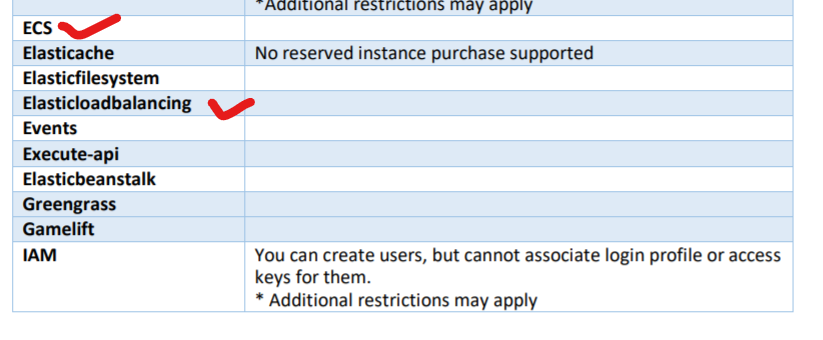 *Additional restrictions may apply
ECS
Elasticache No reserved instance purchase supported
Elasticfilesystem
Elasticloadbalancing
Events
Execute-api
Elasticbeanstalk
Greengrass
Gamelift
IAM You can create users, but cannot associate login profile or access
keys for them.
* Additional restrictions may apply